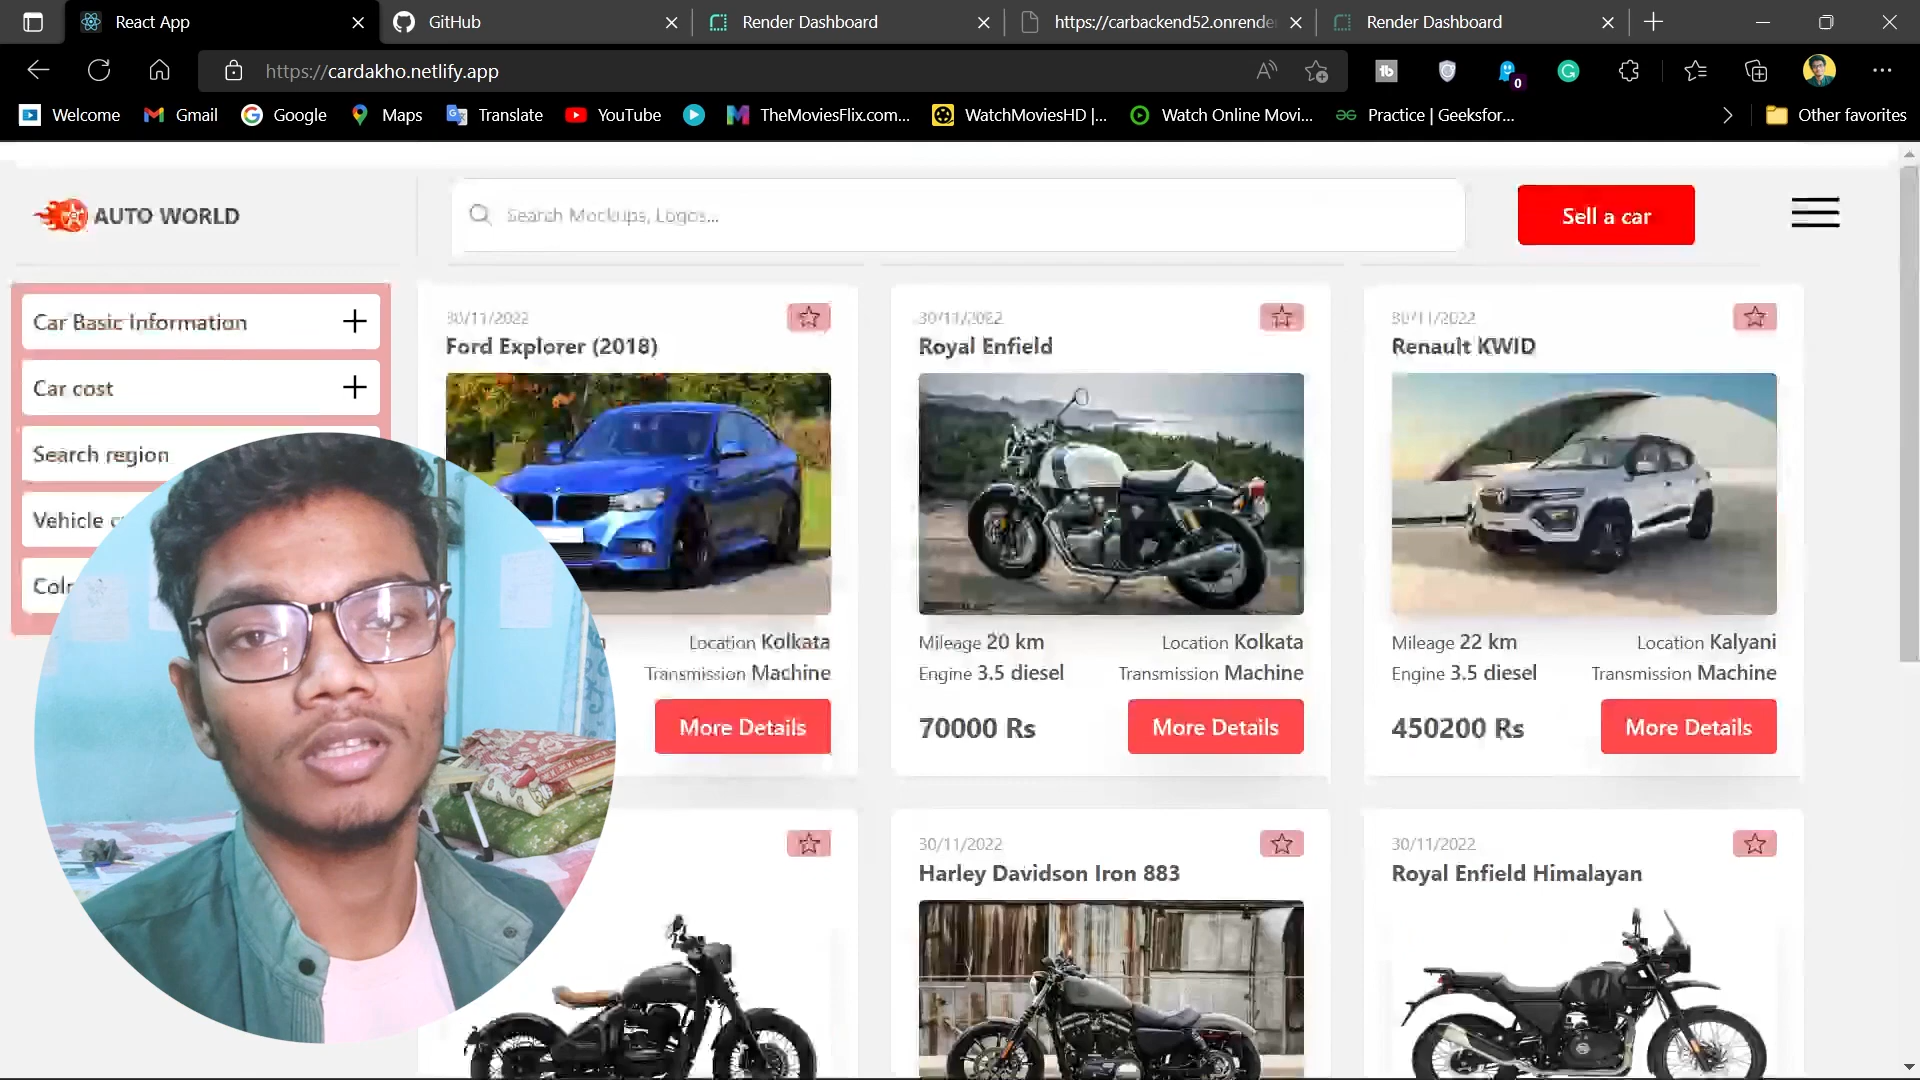 React App
GitHub
Render Dashboard
https://carbackend52.onrende
Render Dashboard
https://cardakho.netlify.app
0
Welcome
Gmail
Google
Maps
Translate
YouTube
TheMoviesFlix.com...
WatchMoviesHD |...
Watch Online Movi...
Practice | Geeksfor...
Other favorites
AUTO WORLD
Search Mockups, Logos...
Sell a car
Car Basic Information
Car cost
Search region
Vehicle
30/11/2022
Ford Explorer (2018)
Location Kolkata
Transmission Machine
More Details
30/11/2022
Royal Enfield
Mileage 20 km
Location Kolkata
Engine 3.5 diesel
Transmission Machine
70000 Rs
More Details
30/11/2022
Renault KWID
Mileage 22 km
Location Kalyani
Engine 3.5 diesel
Transmission Machine
450200 Rs
More Details
30/11/2022
Harley Davidson Iron 883
30/11/2022
Royal Enfield Himalayan